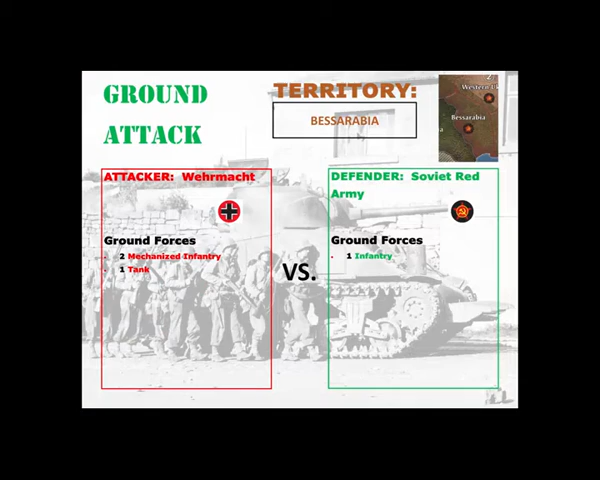 GROUND
ATTACK
TERRITORY:
BESSARABIA
Bessarabia
ATTACKER: Wehrmacht
Ground Forces
2 Mechanized Infantry
1 Tank
VS.
DEFENDER: Soviet Red
Army
Ground Forces
1 Infantry